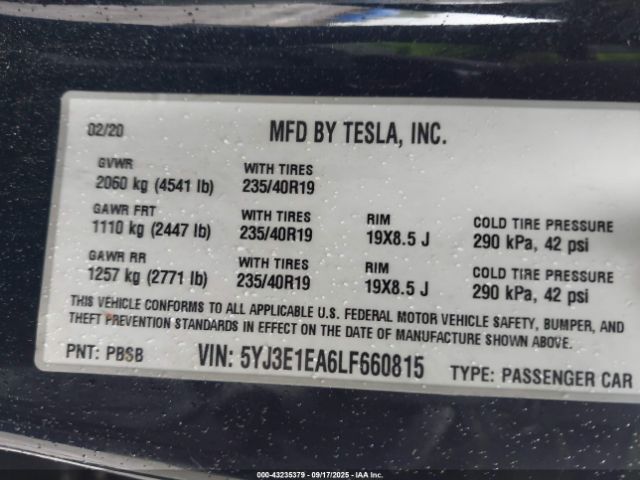 02/20 MFD BY TESLA, INC.
GVWR WITH TIRES
2060 kg (4541 lb) 235/40R19
GAWR FRT WITH TIRES RIM COLD TIRE PRESSURE
1110 kg (2447 lb) 235/40R19 19X8.5 J 290 kPa, 42 psi
GAWR RR WITH TIRES RIM COLD TIRE PRESSURE
1257 kg (2771 lb) 235/40R19 19X8.5 J 290 kPa, 42 psi
THIS VEHICLE CONFORMS TO ALL APPLICABLE U.S. FEDERAL MOTOR VEHICLE SAFETY, BUMPER, AND
THEFT PREVENTION STANDARDS IN EFFECT ON THE DATE OF MANUFACTURE SHOWN ABOVE.
PNT: PBSB VIN: 5YJ3E1EA6LF660815 TYPE: PASSENGER CAR
000-43235379 - 09/17/2025 - IAAI.COM